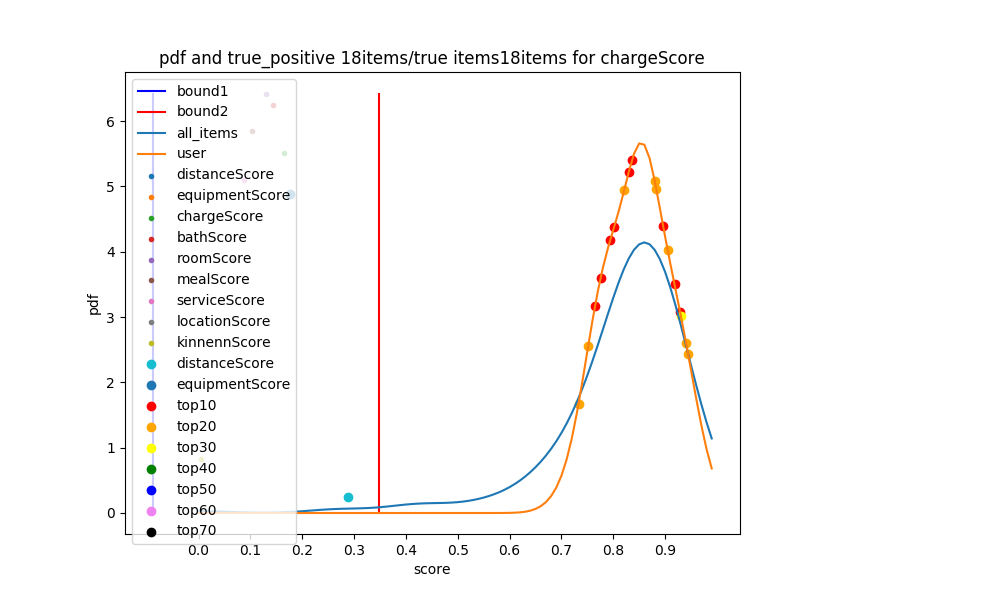 pdf and true_positive 18items/true items18items for chargeScore
bound1
bound2
all_items
user
distanceScore
equipmentScore
chargeScore
bathScore
roomScore
mealScore
serviceScore
locationScore
kinnennScore
distanceScore
equipmentScore
top10
top20
top30
top40
top50
top60
top70
pdf
6
5
4
3
2
1
0
0.0 0.1 0.2 0.3 0.4 0.5 0.6 0.7 0.8 0.9
score